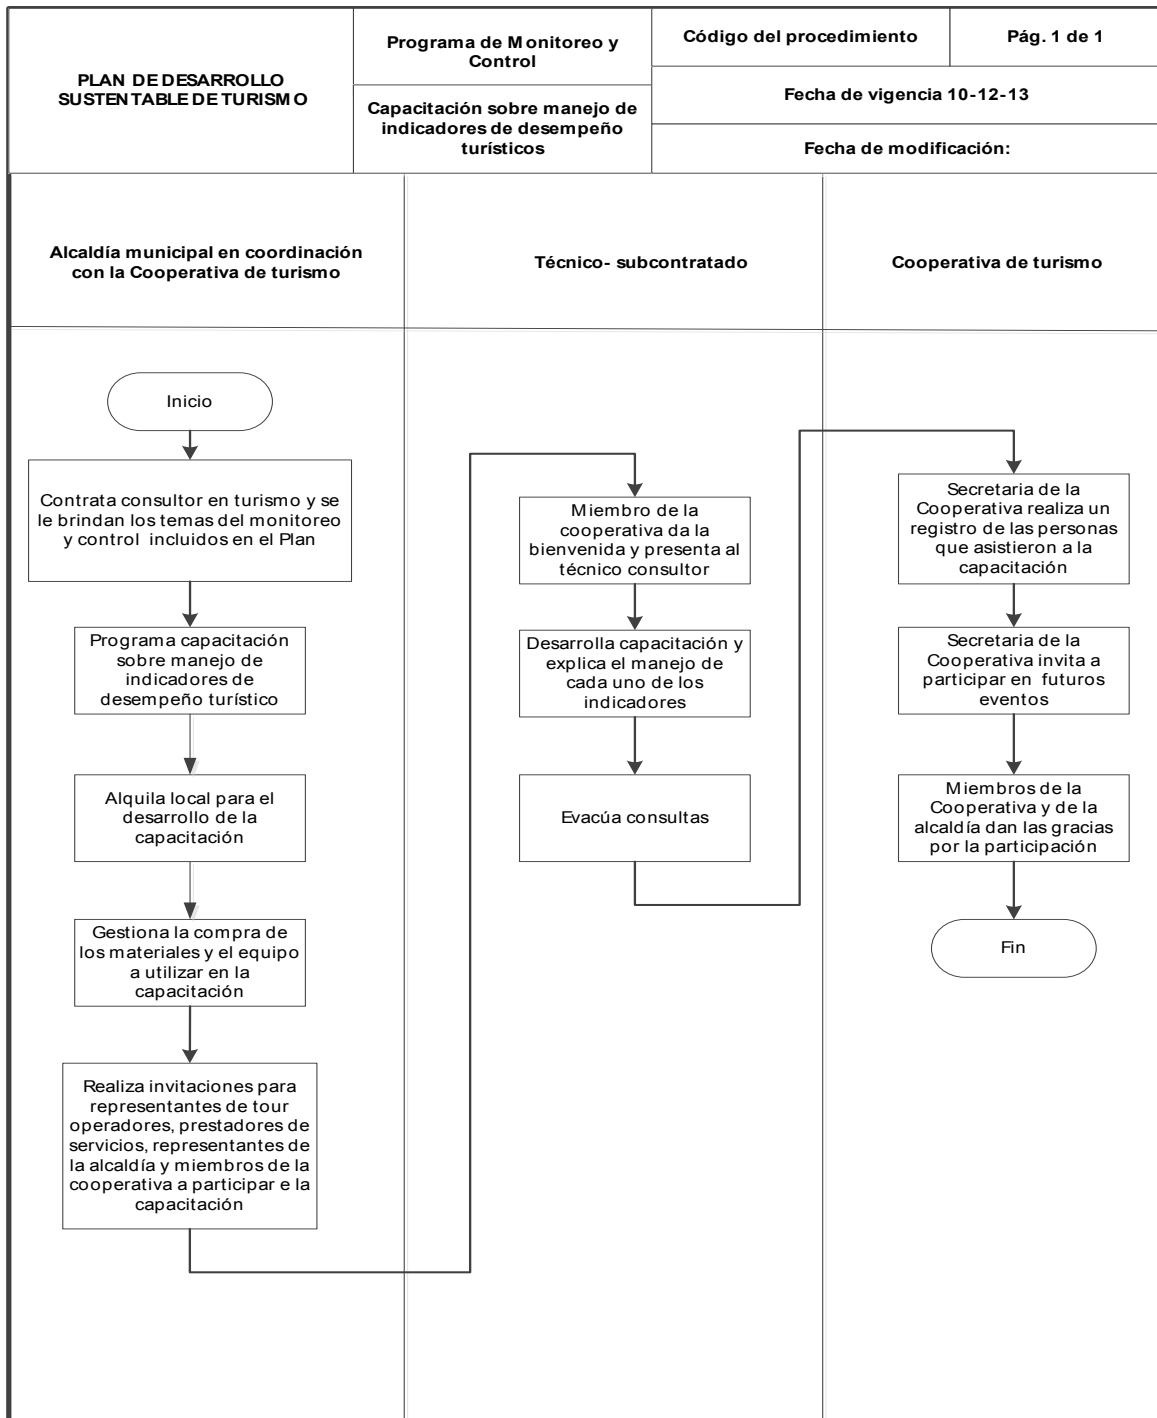 PLAN DE DESARROLLO
SUSTENTABLE DE TURISMO
Programa de Monitoreo y
Control
Capacitación sobre manejo de
indicadores de desempeño
turísticos
Código del procedimiento
Pág. 1 de 1
Fecha de vigencia 10-12-13
Fecha de modificación:
Alcaldía municipal en coordinación
con la Cooperativa de turismo
Técnico- subcontratado
Cooperativa de turismo
Inicio
Contrata consultor en turismo y se
le brindan los temas del monitoreo
y control incluidos en el Plan
Programa capacitación
sobre manejo de
indicadores de
desempeño turístico
Alquila local para el
desarrollo de la
capacitación
Gestiona la compra de
los materiales y el equipo
a utilizar en la
capacitación
Realiza invitaciones para
representantes de tour
operadores, prestadores de
servicios, representantes de
la alcaldía y miembros de la
cooperativa a participar e la
capacitación
Miembro de la
cooperativa da la
bienvenida y presenta al
técnico consultor
Desarrolla capacitación y
explica el manejo de
cada uno de los
indicadores
Evacúa consultas
Secretaria de la
Cooperativa realiza un
registro de las personas
que asistieron a la
capacitación
Secretaria de la
Cooperativa invita a
participar en futuros
eventos
Miembros de la
Cooperativa y de la
alcaldía dan las gracias
por la participación
Fin